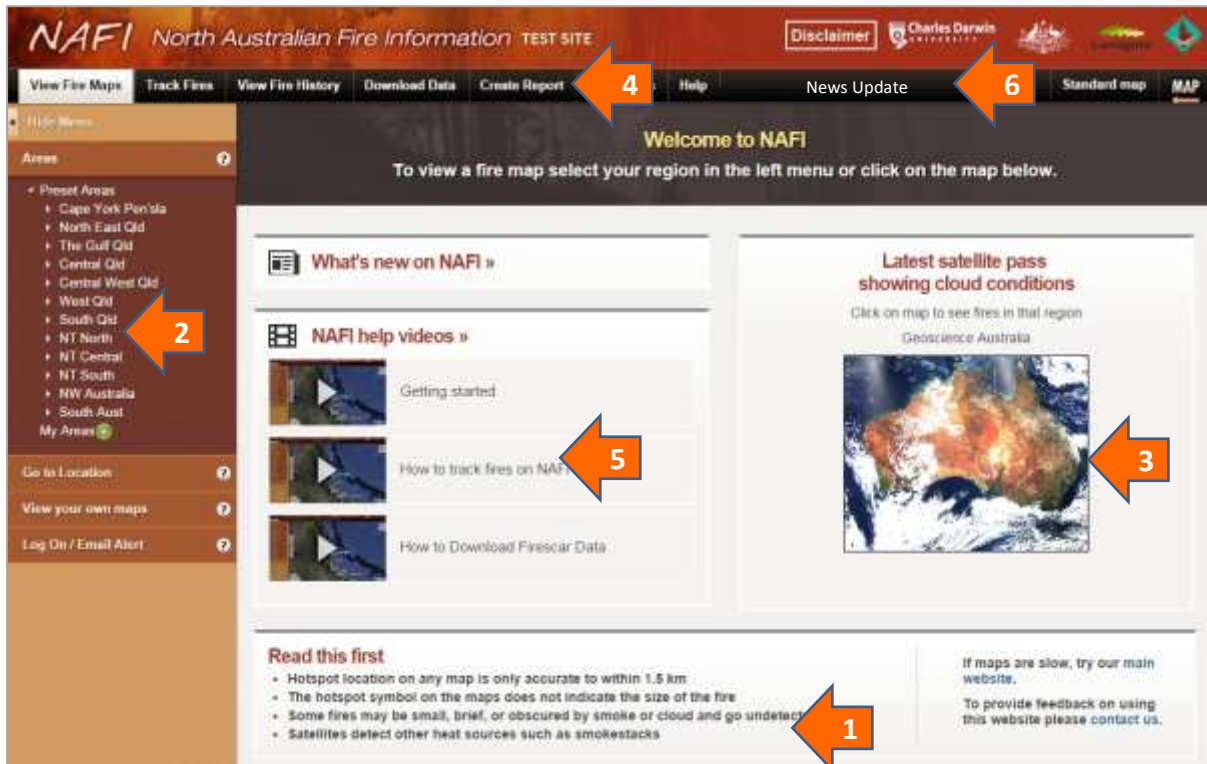 NAFI North Australian Fire Information TEST SITE
Disclaimer
Charles Darwin
UNIVERSITY
View Fire Maps Track Fires View Fire History Download Data Create Report 4 Help News Update 6 Standard map MAP
Hide Menu
Areas
Preset Areas
Cape York Pen'sla
North East Qld
The Gulf Qld
Central Qld
Central West Qld
West Qld
South Qld
NT North
NT Central
NT South
NW Australia
South Aust
My Areas
2
Go to Location
View your own maps
Log On / Email Alert
Welcome to NAFI
To view a fire map select your region in the left menu or click on the map below.
What's new on NAFI »
NAFI help videos »
Getting started
How to track fires on NAFI
5
How to Download Firescar Data
Latest satellite pass
showing cloud conditions
Click on map to see fires in that region
Geoscience Australia
3
Read this first
• Hotspot location on any map is only accurate to within 1.5 km
• The hotspot symbol on the maps does not indicate the size of the fire
• Some fires may be small, brief, or obscured by smoke or cloud and go undetect
• Satellites detect other heat sources such as smokestacks
1
If maps are slow, try our main
website.
To provide feedback on using
this website please contact us.